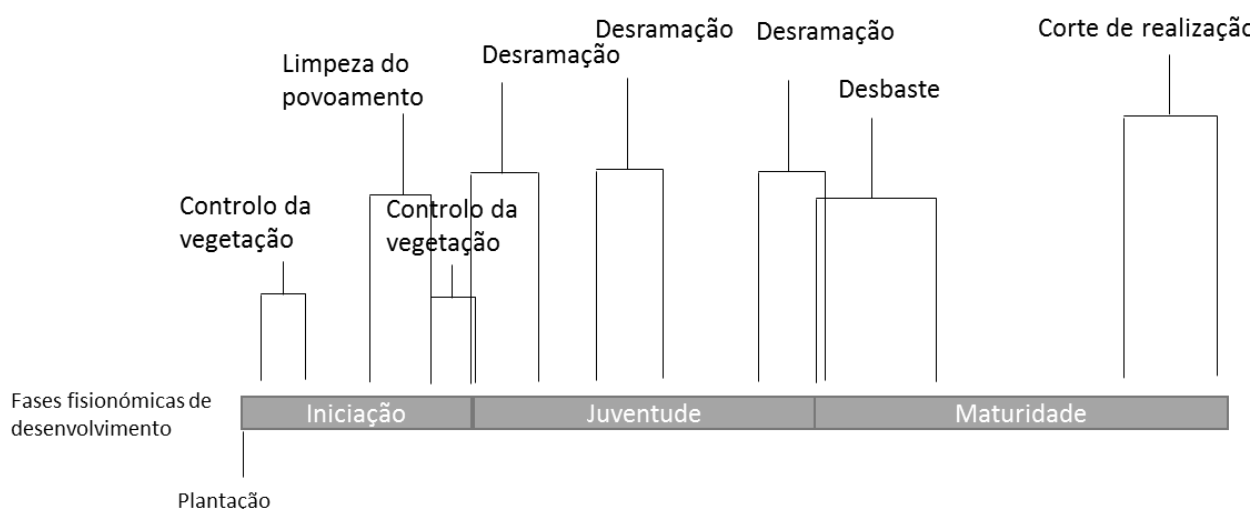 Desramação
Desramação
Desramação
Corte de realização
Limpeza do
povoamento
Desbaste
Controlo da
vegetação
Controlo da
vegetação
Fases fisionómicas de
desenvolvimento
Iniciação
Juventude
Maturidade
Plantação